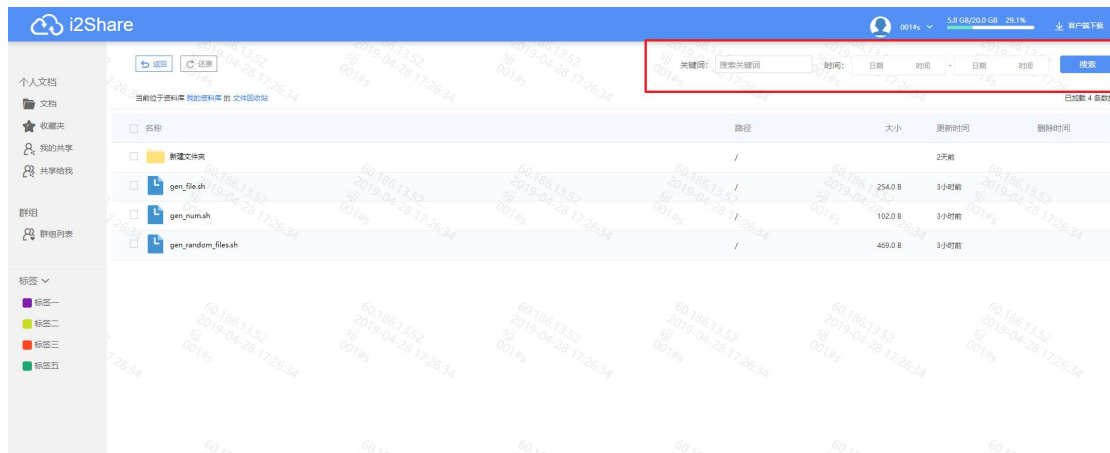 i2Share
001#s
5.8 GB/20.0 GB 29.1%
客户端下载
返回
还原
关键词：
搜索关键词
时间：
日期
时间
-
日期
时间
搜索
当前位于资料库 我的资料库 的 文件回收站
已加载 4 条数据
个人文档
文档
收藏夹
我的共享
共享给我
群组
群组列表
标签
标签一
标签二
标签三
标签五
名称 路径 大小 更新时间 删除时间
新建文件夹 / 2天前
gen_file.sh / 254.0 B 3小时前
gen_num.sh / 102.0 B 3小时前
gen_random_files.sh / 469.0 B 3小时前
60.186.13.52
2019-04-28 17:26:34
001#s